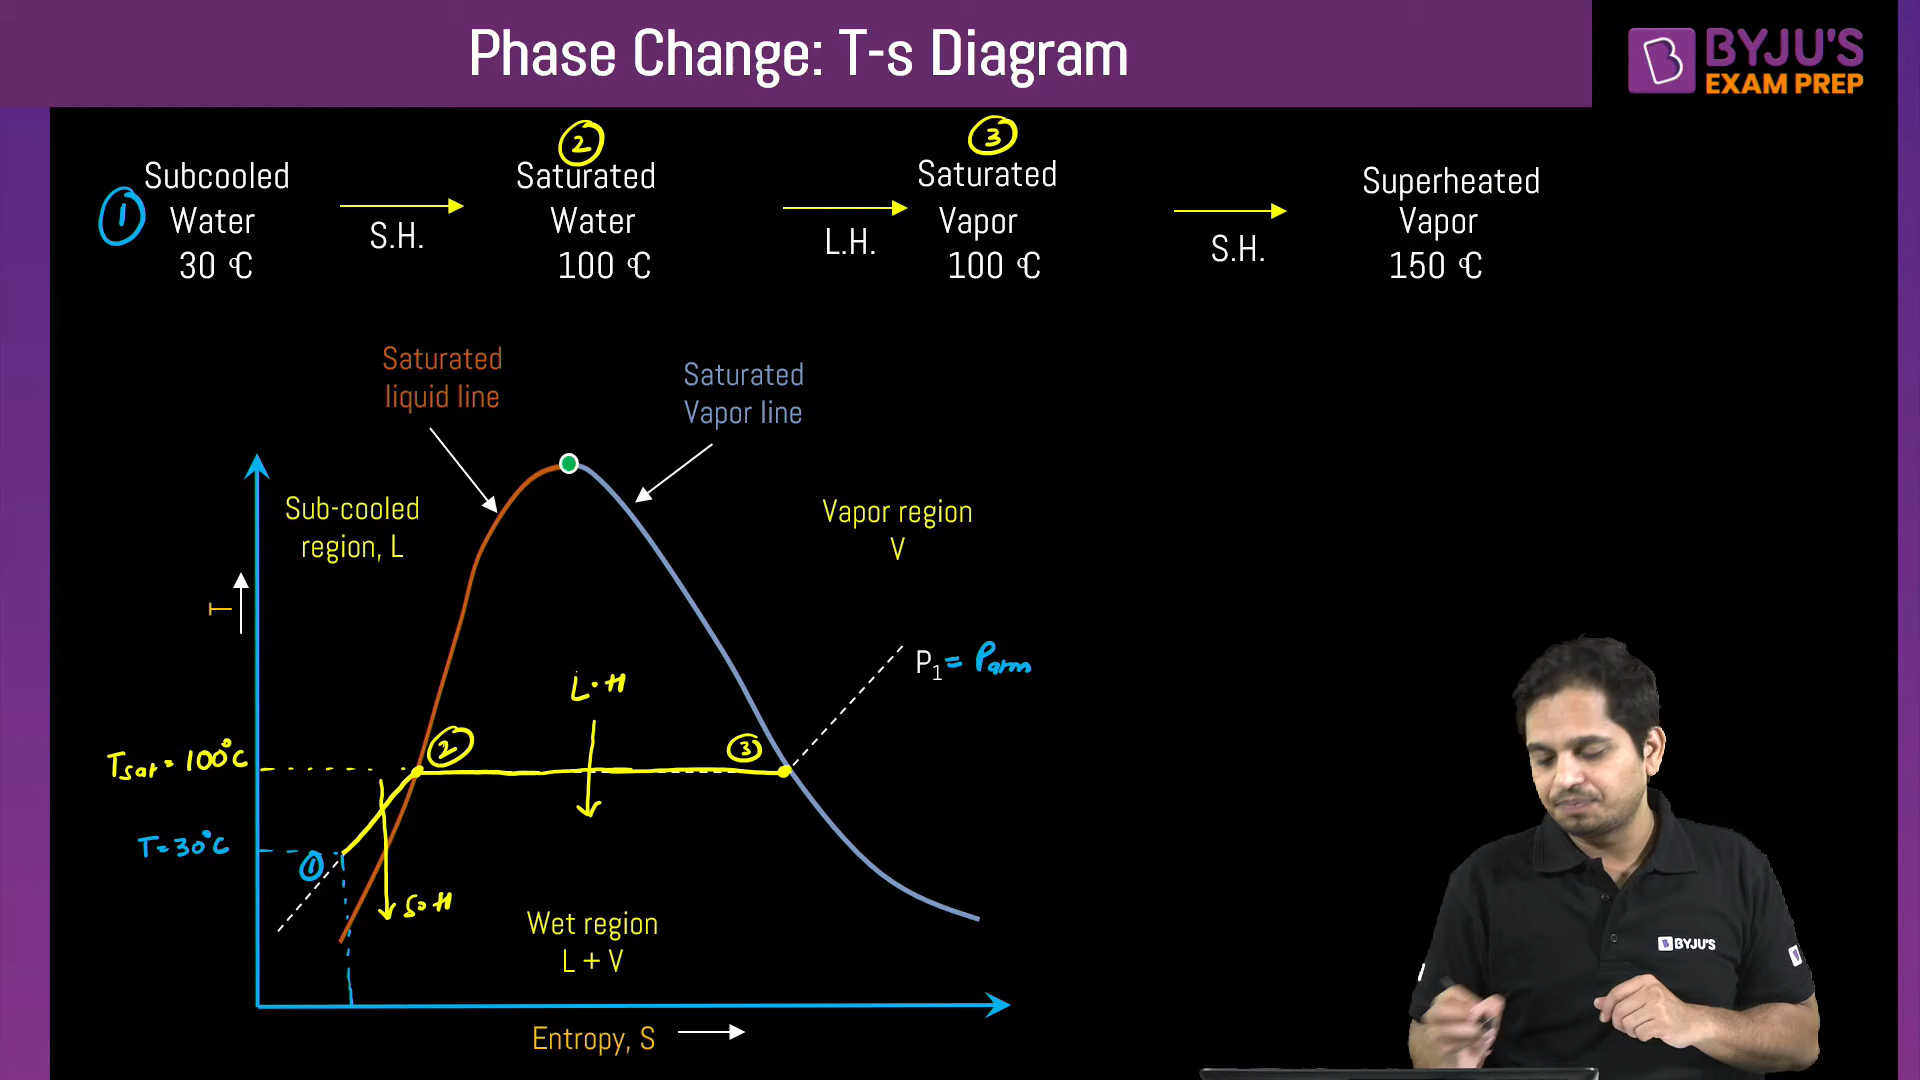 Phase Change: T-s Diagram
BYJU'S
EXAM PREP
①
Subcooled
Water
30 °C
S.H.
②
Saturated
Water
100 °C
L.H.
③
Saturated
Vapor
100 °C
S.H.
Superheated
Vapor
150 °C
Saturated
liquid line
Saturated
Vapor line
Sub-cooled
region, L
Vapor region
V
T
P1 = Patm
L.H
②
③
Tsat = 100°C
T=30°C
①
S.H
Wet region
L + V
Entropy, S
BYJU'S